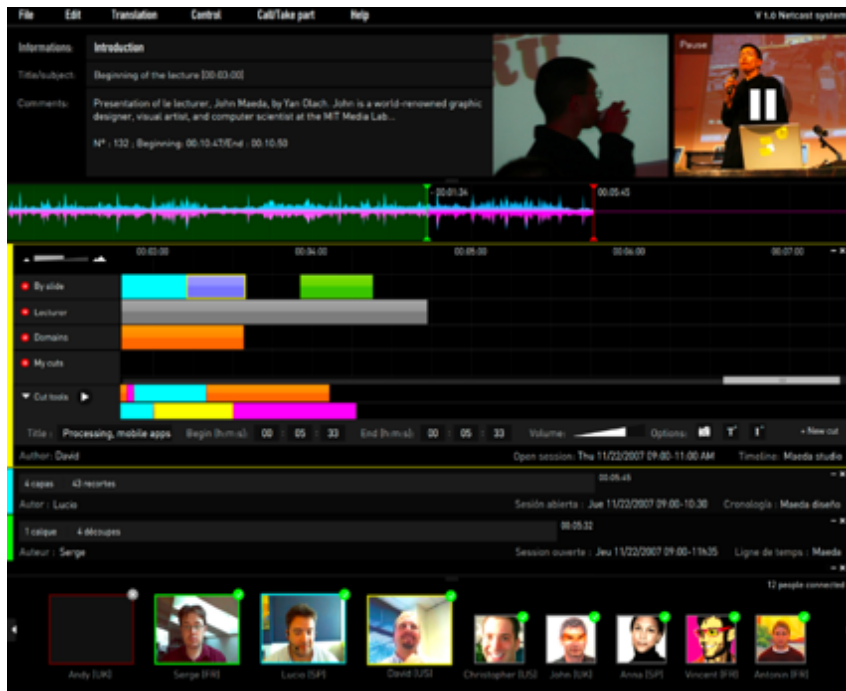 File Edit Translation Control Call/Take part Help V 1.0 Netcast system
Informations: Introduction
Title/subject: Beginning of the lecture [00:03:00]
Comments: Presentation of le lecturer, John Maeda, by Yan Olach. John is a world-renowned graphic
designer, visual artist, and computer scientist at the MIT Media Lab...
N° : 132 ; Beginning: 00:10:47/End : 00:10:50
Pause
- 00:01:34 00:05:45
00:03:00 00:04:00 00:05:00 00:06:00 00:07:00
By slide
Lecturer
Domains
My cuts
Cut tools
Title : Processing, mobile apps Begin (h:m:s): 00 : 05 : 33 End (h:m:s): 00 : 05 : 33 Volume: Options: T I + New cut
Author: David Open session: Thu 11/22/2007 09:00-11:00 AM Timeline: Maeda studio
4 capas 43 recortes 00:05:45
Autor : Lucio Sesión abierta : Jue 11/22/2007 09:00-10:30 Cronología : Maeda diseño
1 calque 4 découpes 00:05:32
Auteur : Serge Session ouverte : Jeu 11/22/2007 09:00-11h35 Ligne de temps : Maeda
12 people connected
Andy (UK) Serge (FR) Lucio (SP) David (US) Christopher (US) John (UK) Anna (SP) Vincent (FR) Antonin (FR)